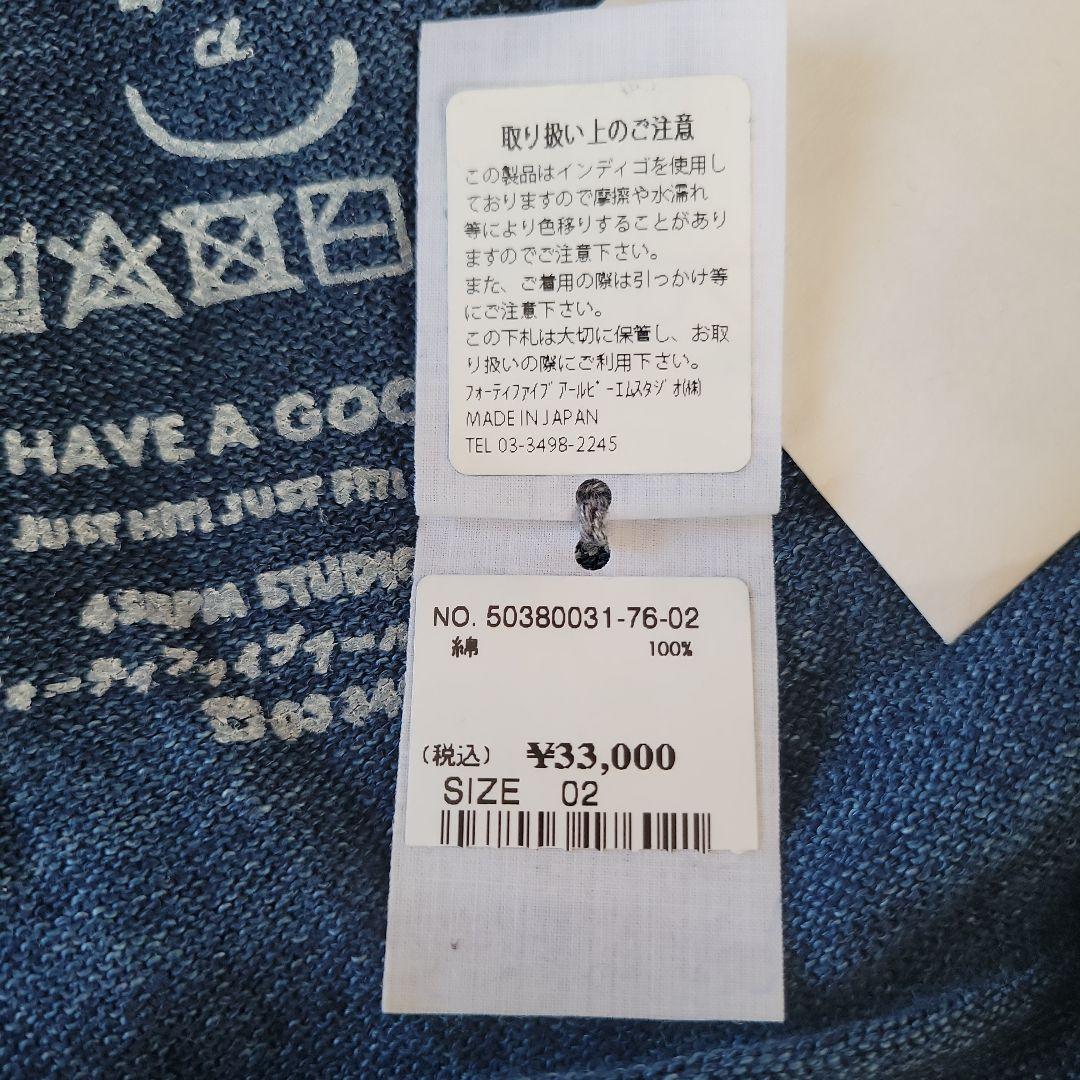 d
取り扱い上のご注意
この製品はインディゴを使用し
ておりますので摩擦や水濡れ
等により色移りすることがあり
ますのでご注意下さい。
また、ご着用の際は引っかけ等
にご注意下さい。
この下札は大切に保管し、お取
り扱いの際にご利用下さい。
フォーティファイブ アールピーエムスタジオ(株)
MADE IN JAPAN
TEL 03-3498-2245
HAVE A GOO
JUST
45RPM STUDIO
NO. 50380031-76-02
綿 100%
(税込) ¥33,000
SIZE 02